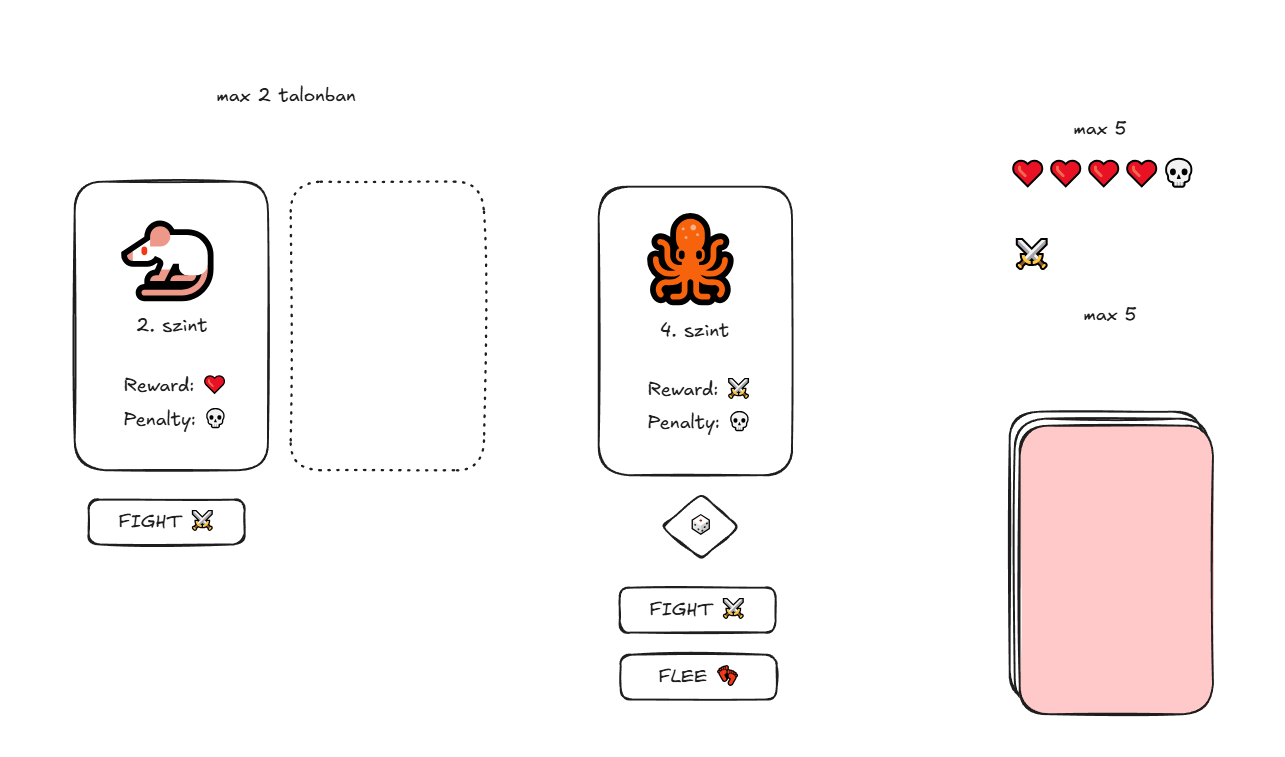 max 2 talonban
2. szint
Reward:
Penalty:
FIGHT
4. szint
Reward:
Penalty:
FIGHT
FLEE
max 5
max 5